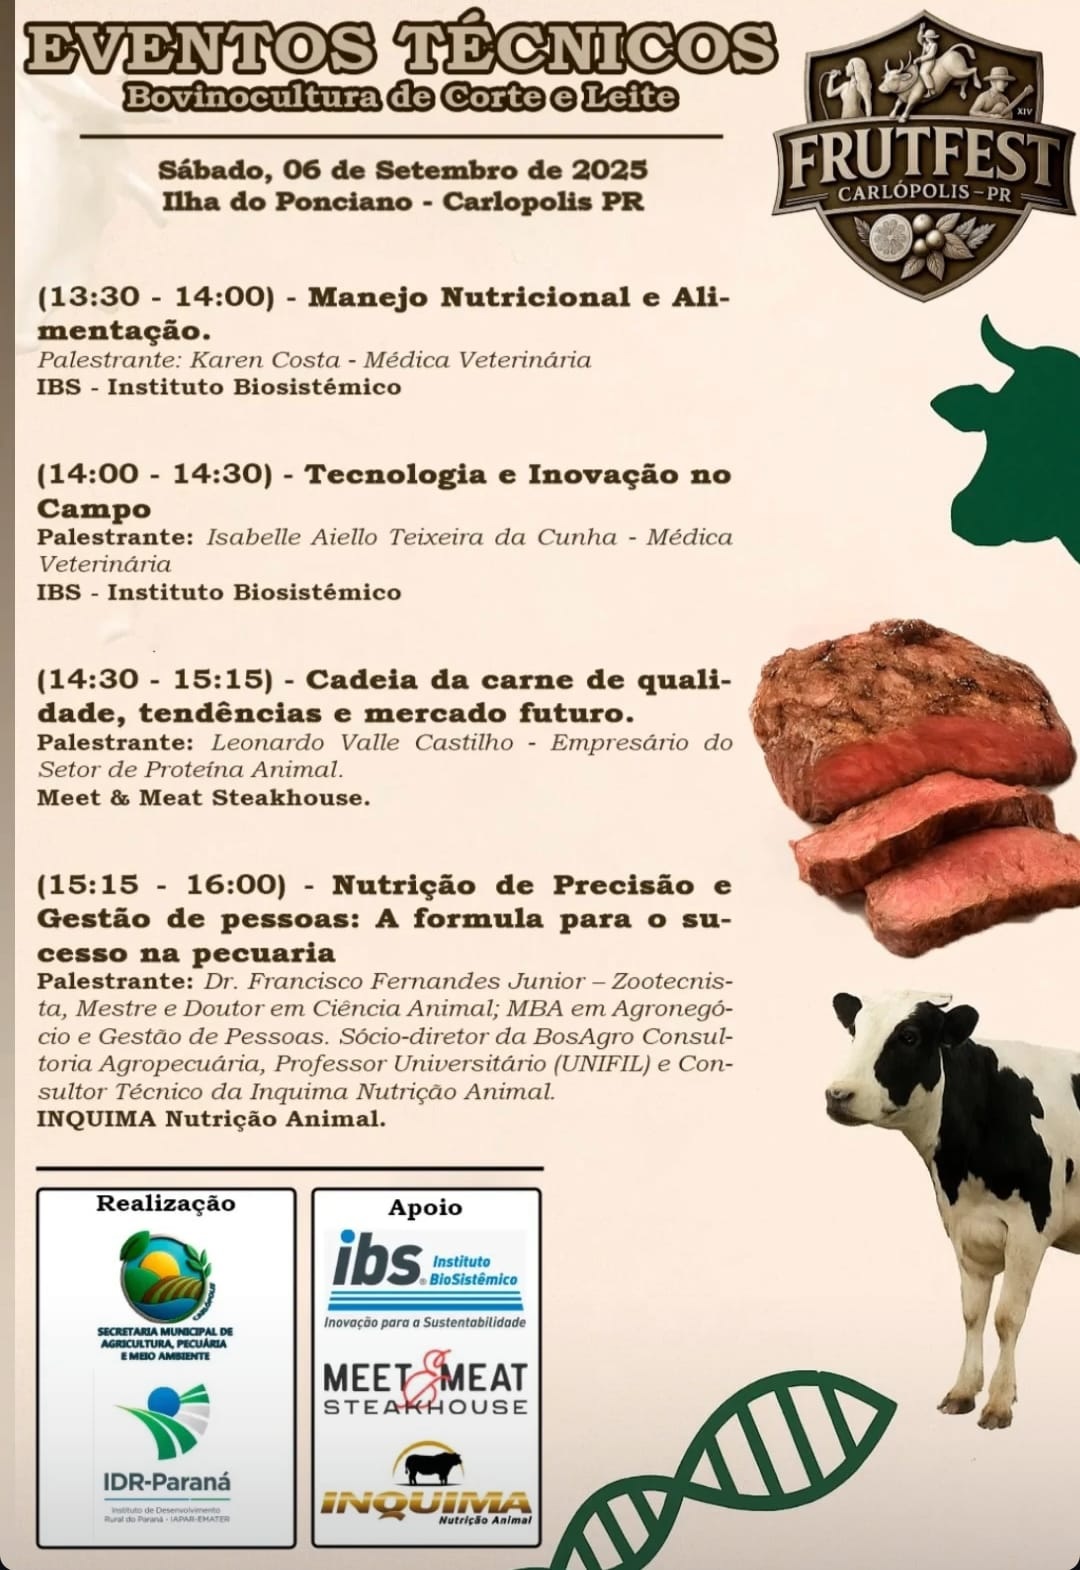 EVENTOS TÉCNICOS
Bovinocultura de Corte e Leite
XIV
FRUTFEST
CARLÓPOLIS-PR
Sábado, 06 de Setembro de 2025
Ilha do Ponciano - Carlopolis PR
(13:30 - 14:00) - Manejo Nutricional e Ali-
mentação.
Palestrante: Karen Costa - Médica Veterinária
IBS - Instituto Biosistémico
(14:00 - 14:30) - Tecnologia e Inovação no
Campo
Palestrante: Isabelle Aiello Teixeira da Cunha - Médica
Veterinária
IBS - Instituto Biosistémico
(14:30 - 15:15) - Cadeia da carne de quali-
dade, tendências e mercado futuro.
Palestrante: Leonardo Valle Castilho - Empresário do
Setor de Proteína Animal.
Meet & Meat Steakhouse.
(15:15 - 16:00) - Nutrição de Precisão e
Gestão de pessoas: A formula para o su-
cesso na pecuaria
Palestrante: Dr. Francisco Fernandes Junior – Zootecnis-
ta, Mestre e Doutor em Ciência Animal; MBA em Agronegó-
cio e Gestão de Pessoas. Sócio-diretor da BosAgro Consul-
toria Agropecuária, Professor Universitário (UNIFIL) e Con-
sultor Técnico da Inquima Nutrição Animal.
INQUIMA Nutrição Animal.
Realização
CARLÓPOLIS
SECRETARIA MUNICIPAL DE
AGRICULTURA, PECUÁRIA
E MEIO AMBIENTE
IDR-Paraná
Instituto de Desenvolvimento
Rural do Paraná - IAPAR-EMATER
Apoio
ibs® Instituto
BioSistêmico
Inovação para a Sustentabilidade
MEET & MEAT
STEAKHOUSE
INQUIMA
Nutrição Animal